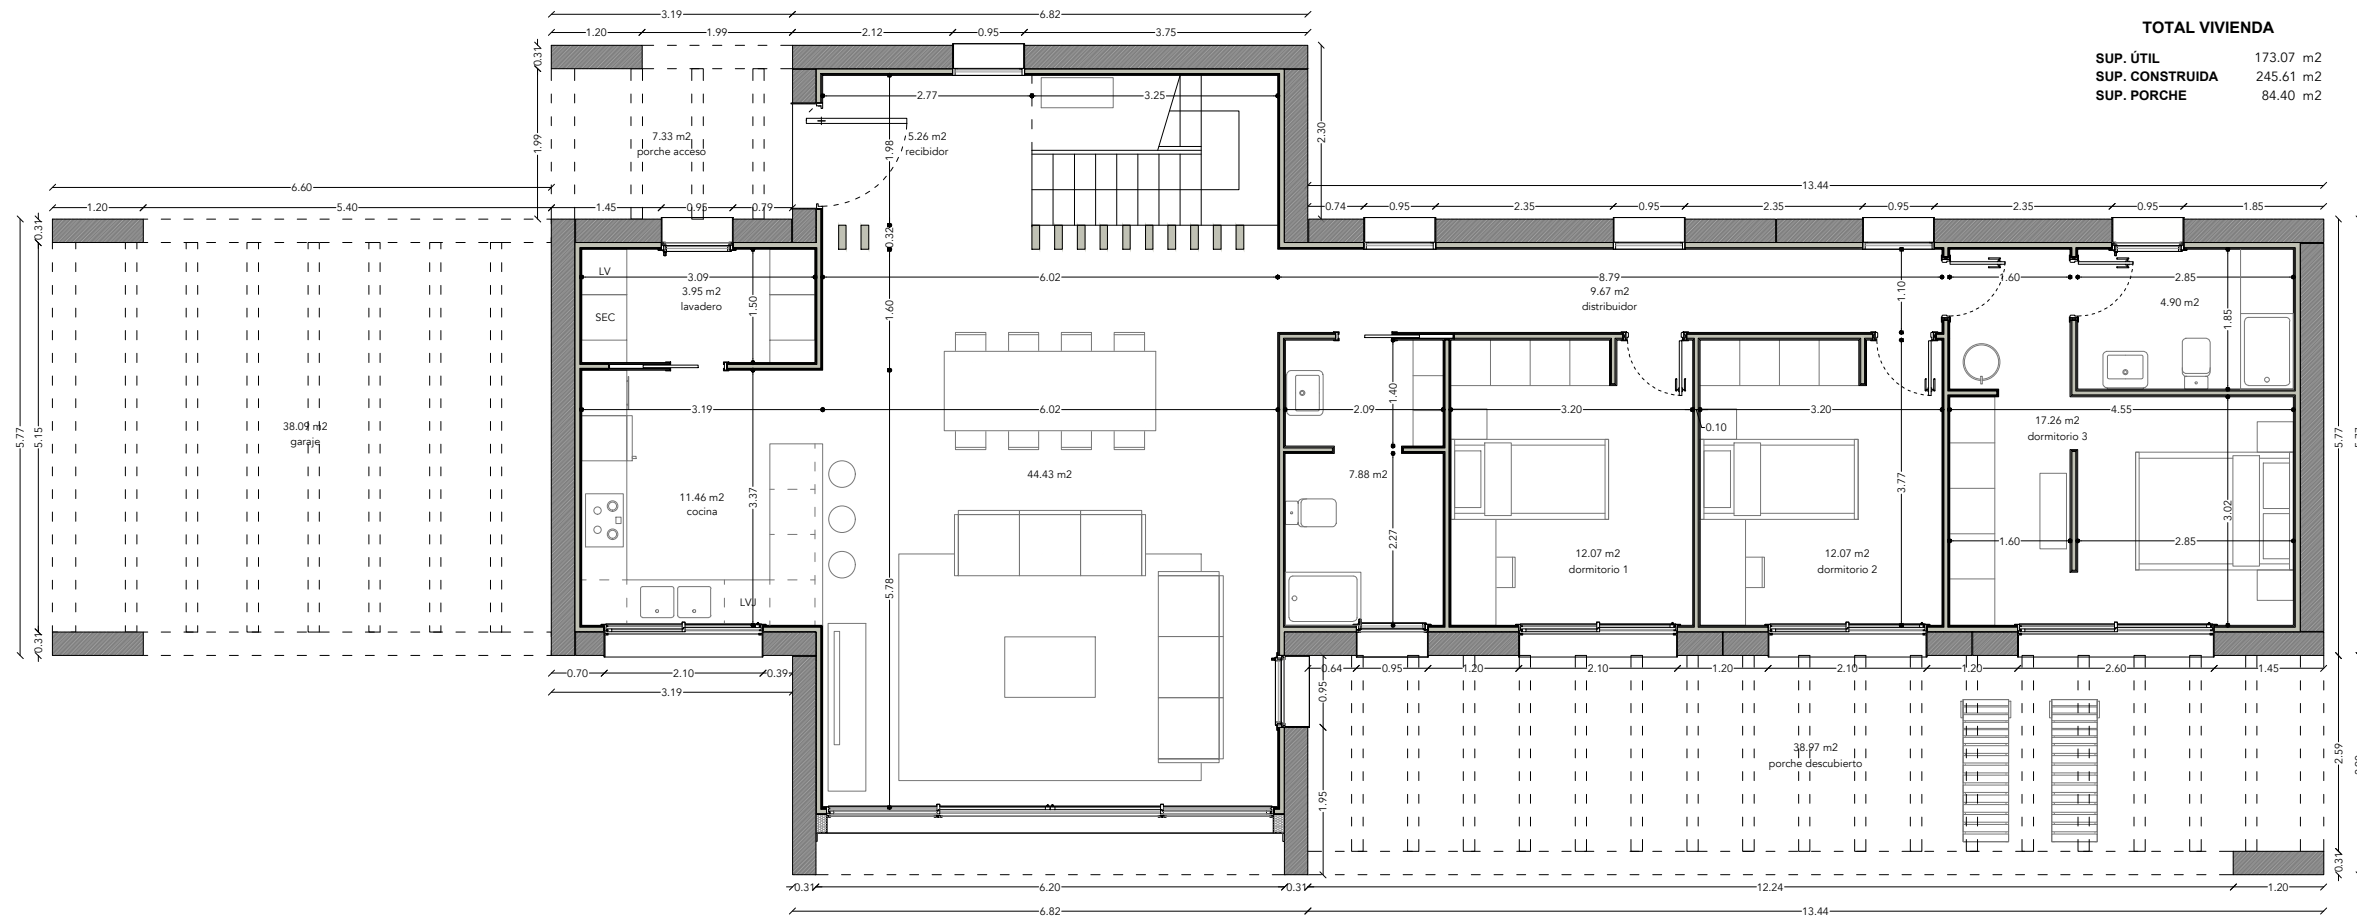 TOTAL VIVIENDA
SUP. ÚTIL 173.07 m2
SUP. CONSTRUIDA 245.61 m2
SUP. PORCHE 84.40 m2
3.19 6.82
1.20 1.99 2.12 0.95 3.75
0.31
2.77 3.25
1.99
7.33 m2
porche acceso
1.98
5.26 m2
recibidor
2.30
6.60 13.44
1.20 5.40 1.45 0.95 0.79 0.74 0.95 2.35 0.95 2.35 0.95 2.35 0.95 1.85
0.31
0.32
LV 3.09 6.02 8.79 1.60 2.85
3.95 m2
lavadero
1.50
SEC
1.60
9.67 m2
distribuidor
1.10
4.90 m2
1.85
3.19 6.02 2.09 3.20 3.20 4.55
1.40
0.10
17.26 m2
dormitorio 3
5.77
5.15
38.09 m2
garaje
5.77
44.43 m2
7.88 m2
11.46 m2
cocina
3.37
3.77
3.02
2.27
1.60 2.85
12.07 m2
dormitorio 1
12.07 m2
dormitorio 2
5.78
LVJ
0.31
0.70 2.10 0.39
3.19
0.64 0.95 1.20 2.10 1.20 2.10 1.20 2.60 1.45
0.95
38.97 m2
porche descubierto
2.59
1.95
0.31
0.31 6.20 0.31 12.24 1.20
6.82 13.44